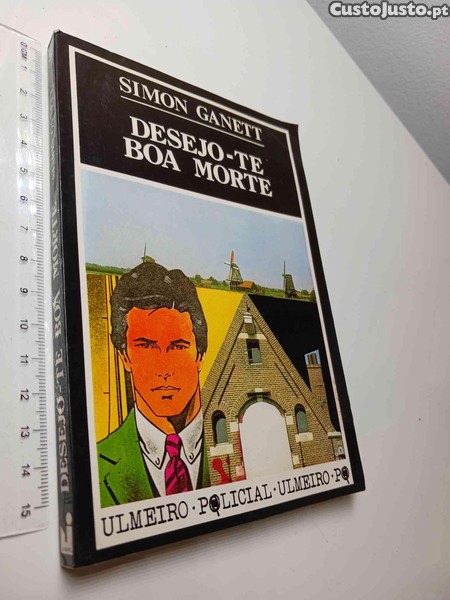 CustoJusto.pt
SIMON GANETT
DESEJO-TE
BOA MORTE
ULMEIRO · POLICIAL · ULMEIRO · PO
DESEJO-TE BOA MORTE
CM 1 2 3 4 5 6 7 8 9 10 11 12 13 14 15